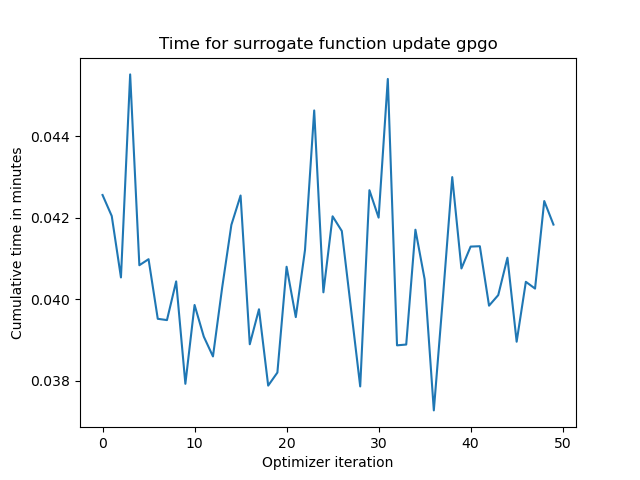 Time for surrogate function update gpgo
Cumulative time in minutes
0.044
0.042
0.040
0.038
0 10 20 30 40 50
Optimizer iteration